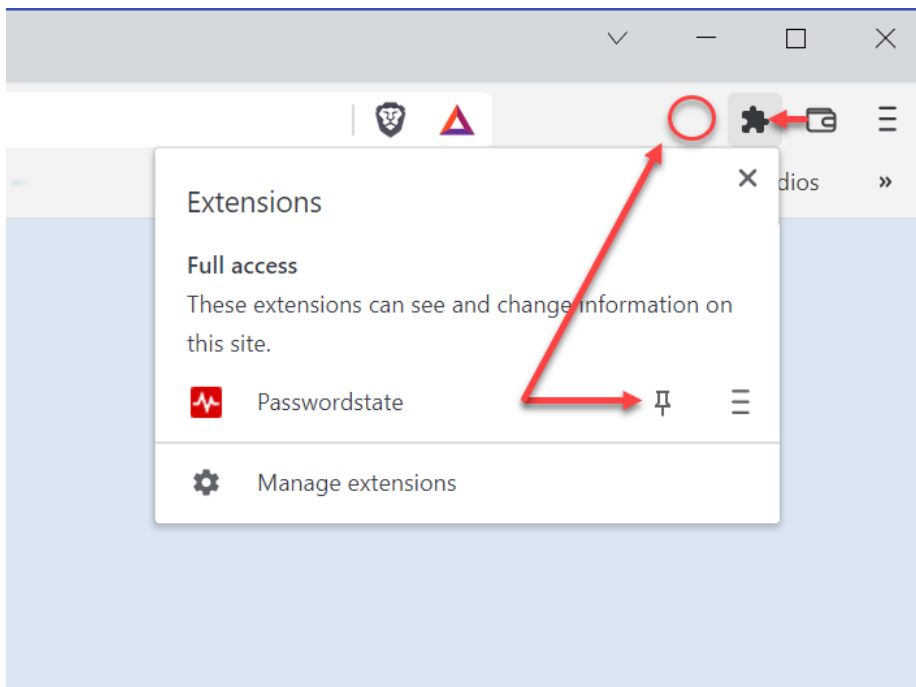 dios
»
Extensions
Full access
These extensions can see and change information on
this site.
Passwordstate
Manage extensions